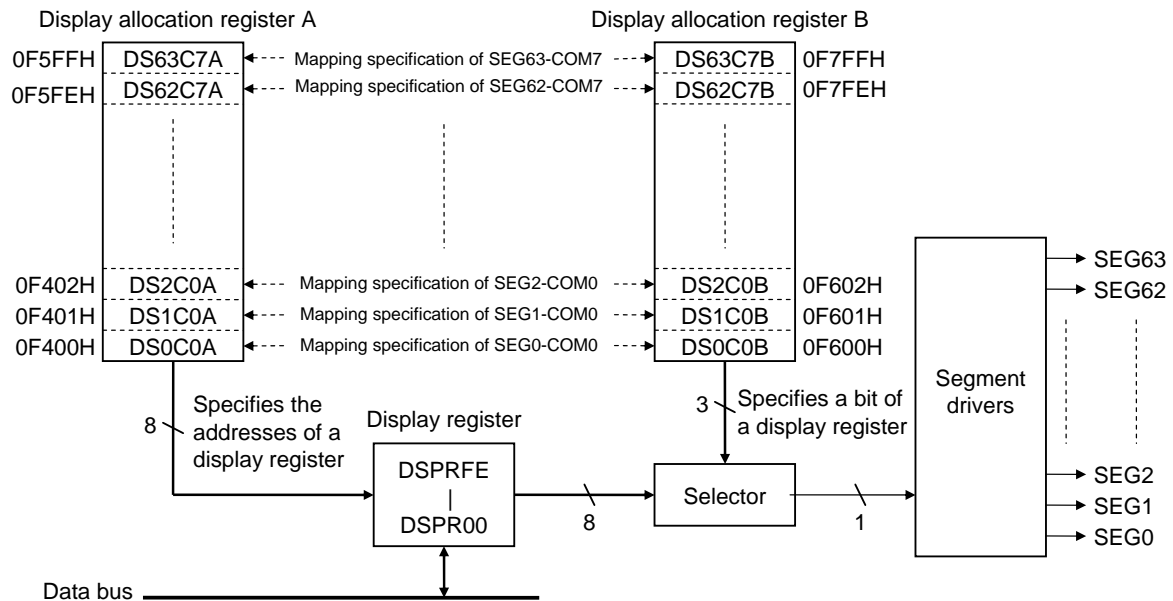 Display allocation register A
Display allocation register B
0F5FFH DS63C7A Mapping specification of SEG63-COM7 DS63C7B 0F7FFH
0F5FEH DS62C7A Mapping specification of SEG62-COM7 DS62C7B 0F7FEH
SEG63
SEG62
0F402H DS2C0A Mapping specification of SEG2-COM0 DS2C0B 0F602H
0F401H DS1C0A Mapping specification of SEG1-COM0 DS1C0B 0F601H
0F400H DS0C0A Mapping specification of SEG0-COM0 DS0C0B 0F600H
Segment
drivers
8
Specifies the
addresses of a
display register
Display register
3
Specifies a bit of
a display register
DSPRFE
DSPR00
8
Selector
1
SEG2
SEG1
SEG0
Data bus